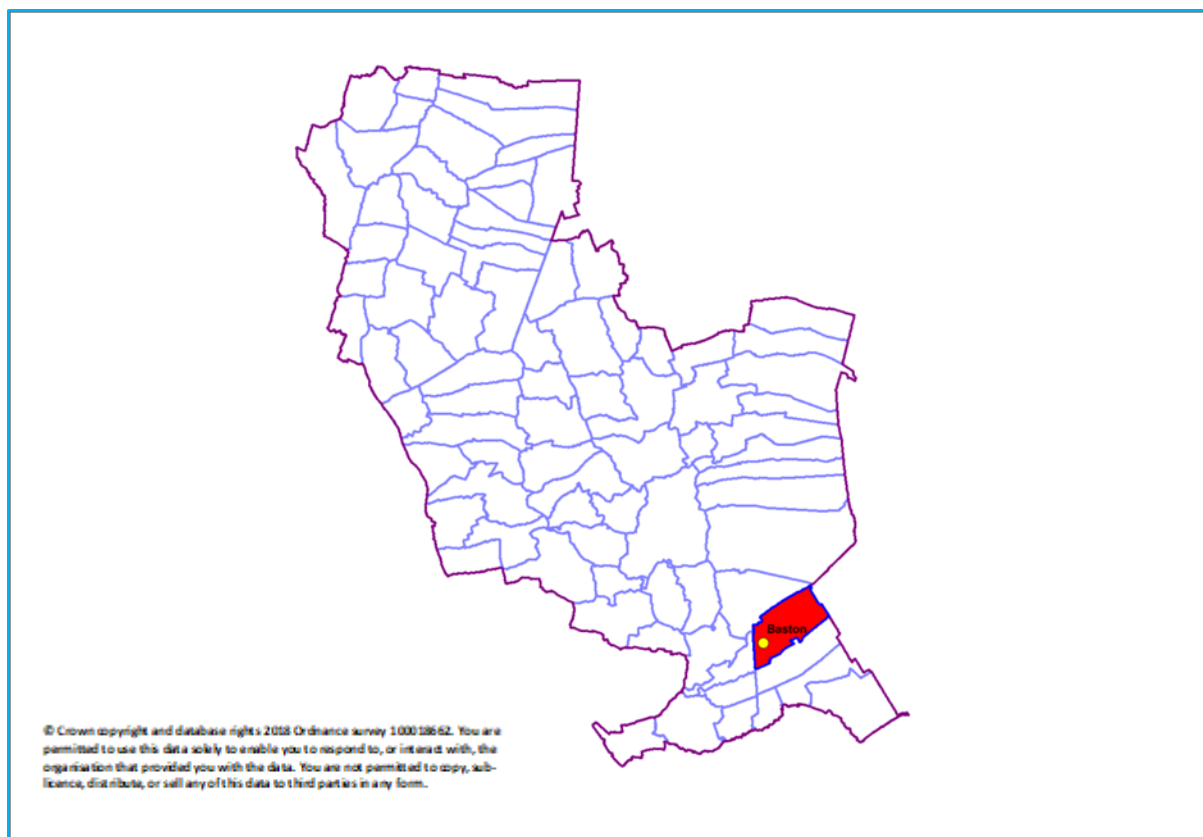 Baston
© Crown copyright and database rights 2018 Ordnance survey 100018662. You are
permitted to use this data solely to enable you to respond to, or interact with, the
organisation that provided you with the data. You are not permitted to copy, sub-
licence, distribute, or sell any of this data to third parties in any form.